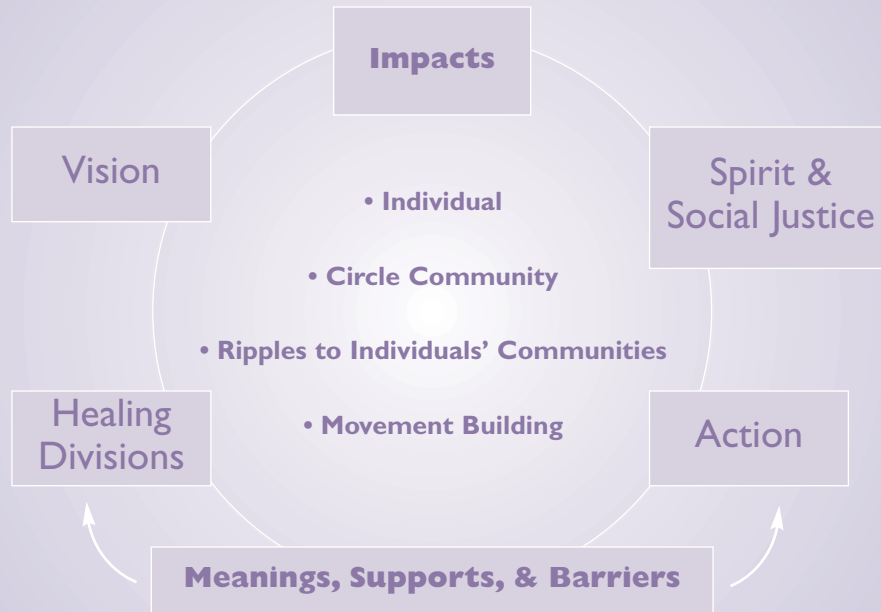 Impacts
Vision
Spirit &
Social Justice
• Individual
• Circle Community
• Ripples to Individuals’ Communities
• Movement Building
Healing
Divisions
Action
Meanings, Supports, & Barriers